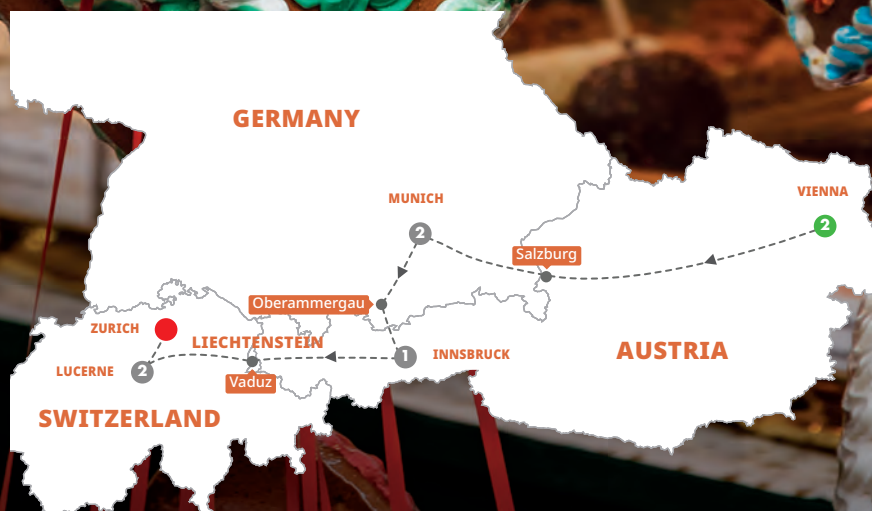 GERMANY
MUNICH
VIENNA
2
2
Salzburg
Oberammergau
ZURICH
LIECHTENSTEIN
1
INNSBRUCK
AUSTRIA
LUCERNE
2
Vaduz
SWITZERLAND